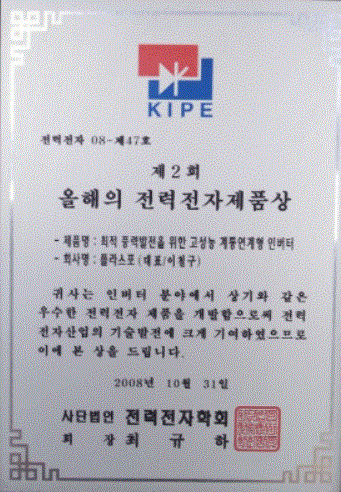 KIPE
전력전자 08-제47호
제2회
올해의 전력전자제품상
- 제품명 : 최적 풍력발전을 위한 고성능 계통연계형 인버터
- 회사명 : 플라스포 (대표/이철구)
귀사는 인버터 분야에서 상기와 같은
우수한 전력전자 제품을 개발함으로써 전력
전자산업의 기술발전에 크게 기여하였으므로
이에 본 상을 드립니다.
2008년 10월 31일
사단법인 전력전자학회
회 장 최 규 하